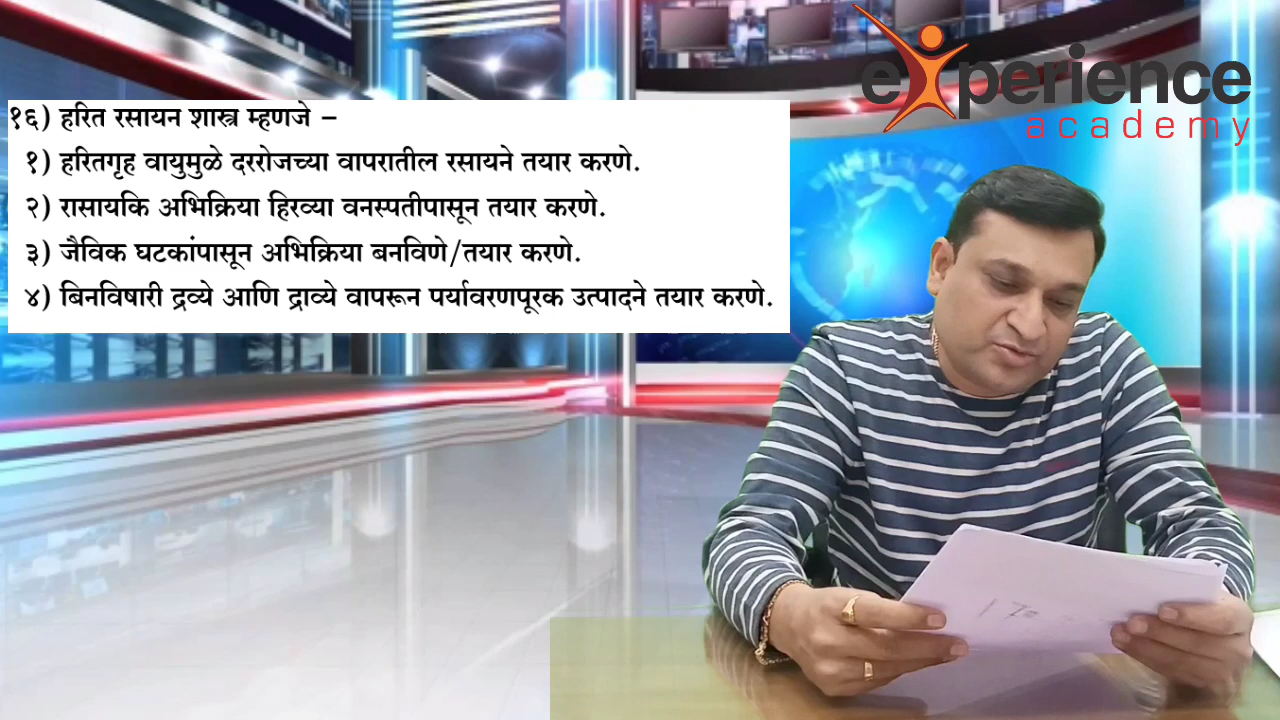 experience
academy
१६) हरित रसायन शास्त्र म्हणजे –
१) हरितगृह वायुमुळे दररोजच्या वापरातील रसायने तयार करणे.
२) रासायकि अभिक्रिया हिरव्या वनस्पतीपासून तयार करणे.
३) जैविक घटकांपासून अभिक्रिया बनविणे/तयार करणे.
४) बिनविषारी द्रव्ये आणि द्राव्ये वापरून पर्यावरणपूरक उत्पादने तयार करणे.